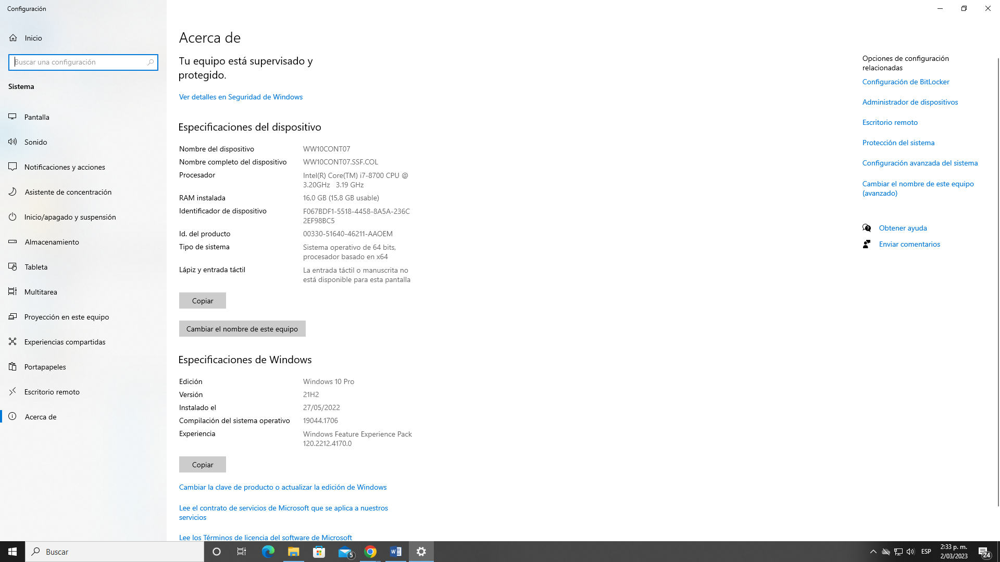 Configuración
Inicio
Buscar una configuración
Sistema
Pantalla
Sonido
Notificaciones y acciones
Asistente de concentración
Inicio/apagado y suspensión
Almacenamiento
Tableta
Multitarea
Proyección en este equipo
Experiencias compartidas
Portapapeles
Escritorio remoto
Acerca de
Acerca de
Tu equipo está supervisado y
protegido.
Ver detalles en Seguridad de Windows
Especificaciones del dispositivo
Nombre del dispositivo WW10CONT07
Nombre completo del dispositivo WW10CONT07.SSF.COL
Procesador Intel(R) Core(TM) i7-8700 CPU @
3.20GHz 3.19 GHz
RAM instalada 16,0 GB (15,8 GB usable)
Identificador de dispositivo F067BDF1-5518-4458-8A5A-236C
2EF98BC5
Id. del producto 00330-51640-46211-AAOEM
Tipo de sistema Sistema operativo de 64 bits,
procesador basado en x64
Lápiz y entrada táctil La entrada táctil o manuscrita no
está disponible para esta pantalla
Copiar
Cambiar el nombre de este equipo
Especificaciones de Windows
Edición Windows 10 Pro
Versión 21H2
Instalado el 27/05/2022
Compilación del sistema operativo 19044.1706
Experiencia Windows Feature Experience Pack
120.2212.4170.0
Copiar
Cambiar la clave de producto o actualizar la edición de Windows
Lee el contrato de servicios de Microsoft que se aplica a nuestros
servicios
Lee los Términos de licencia del software de Microsoft
Opciones de configuración
relacionadas
Configuración de BitLocker
Administrador de dispositivos
Escritorio remoto
Protección del sistema
Configuración avanzada del sistema
Cambiar el nombre de este equipo
(avanzado)
Obtener ayuda
Enviar comentarios
Buscar
5
ESP
2:33 p. m.
2/03/2023
24